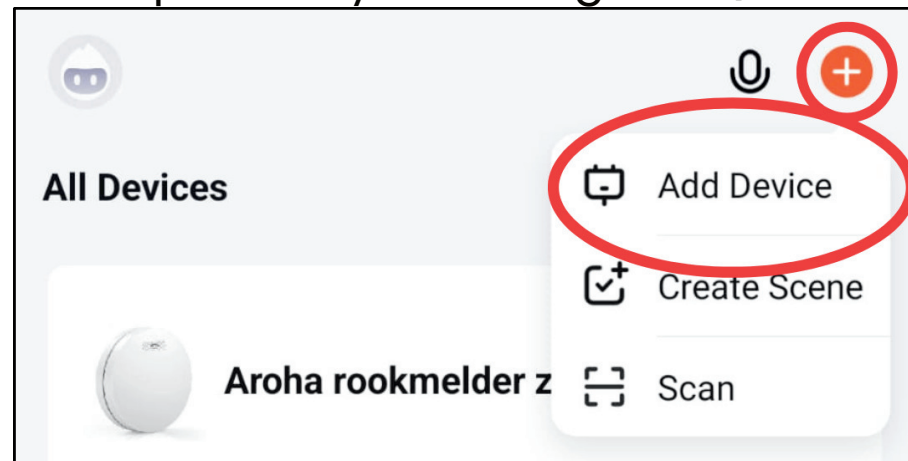 All Devices
Add Device
Create Scene
Aroha rookmelder z
Scan